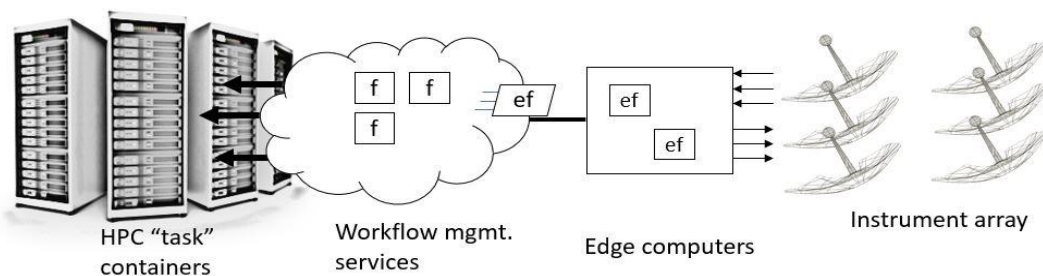 f f
f
ef
ef
ef
HPC “task”
containers
Workflow mgmt.
services
Edge computers
Instrument array